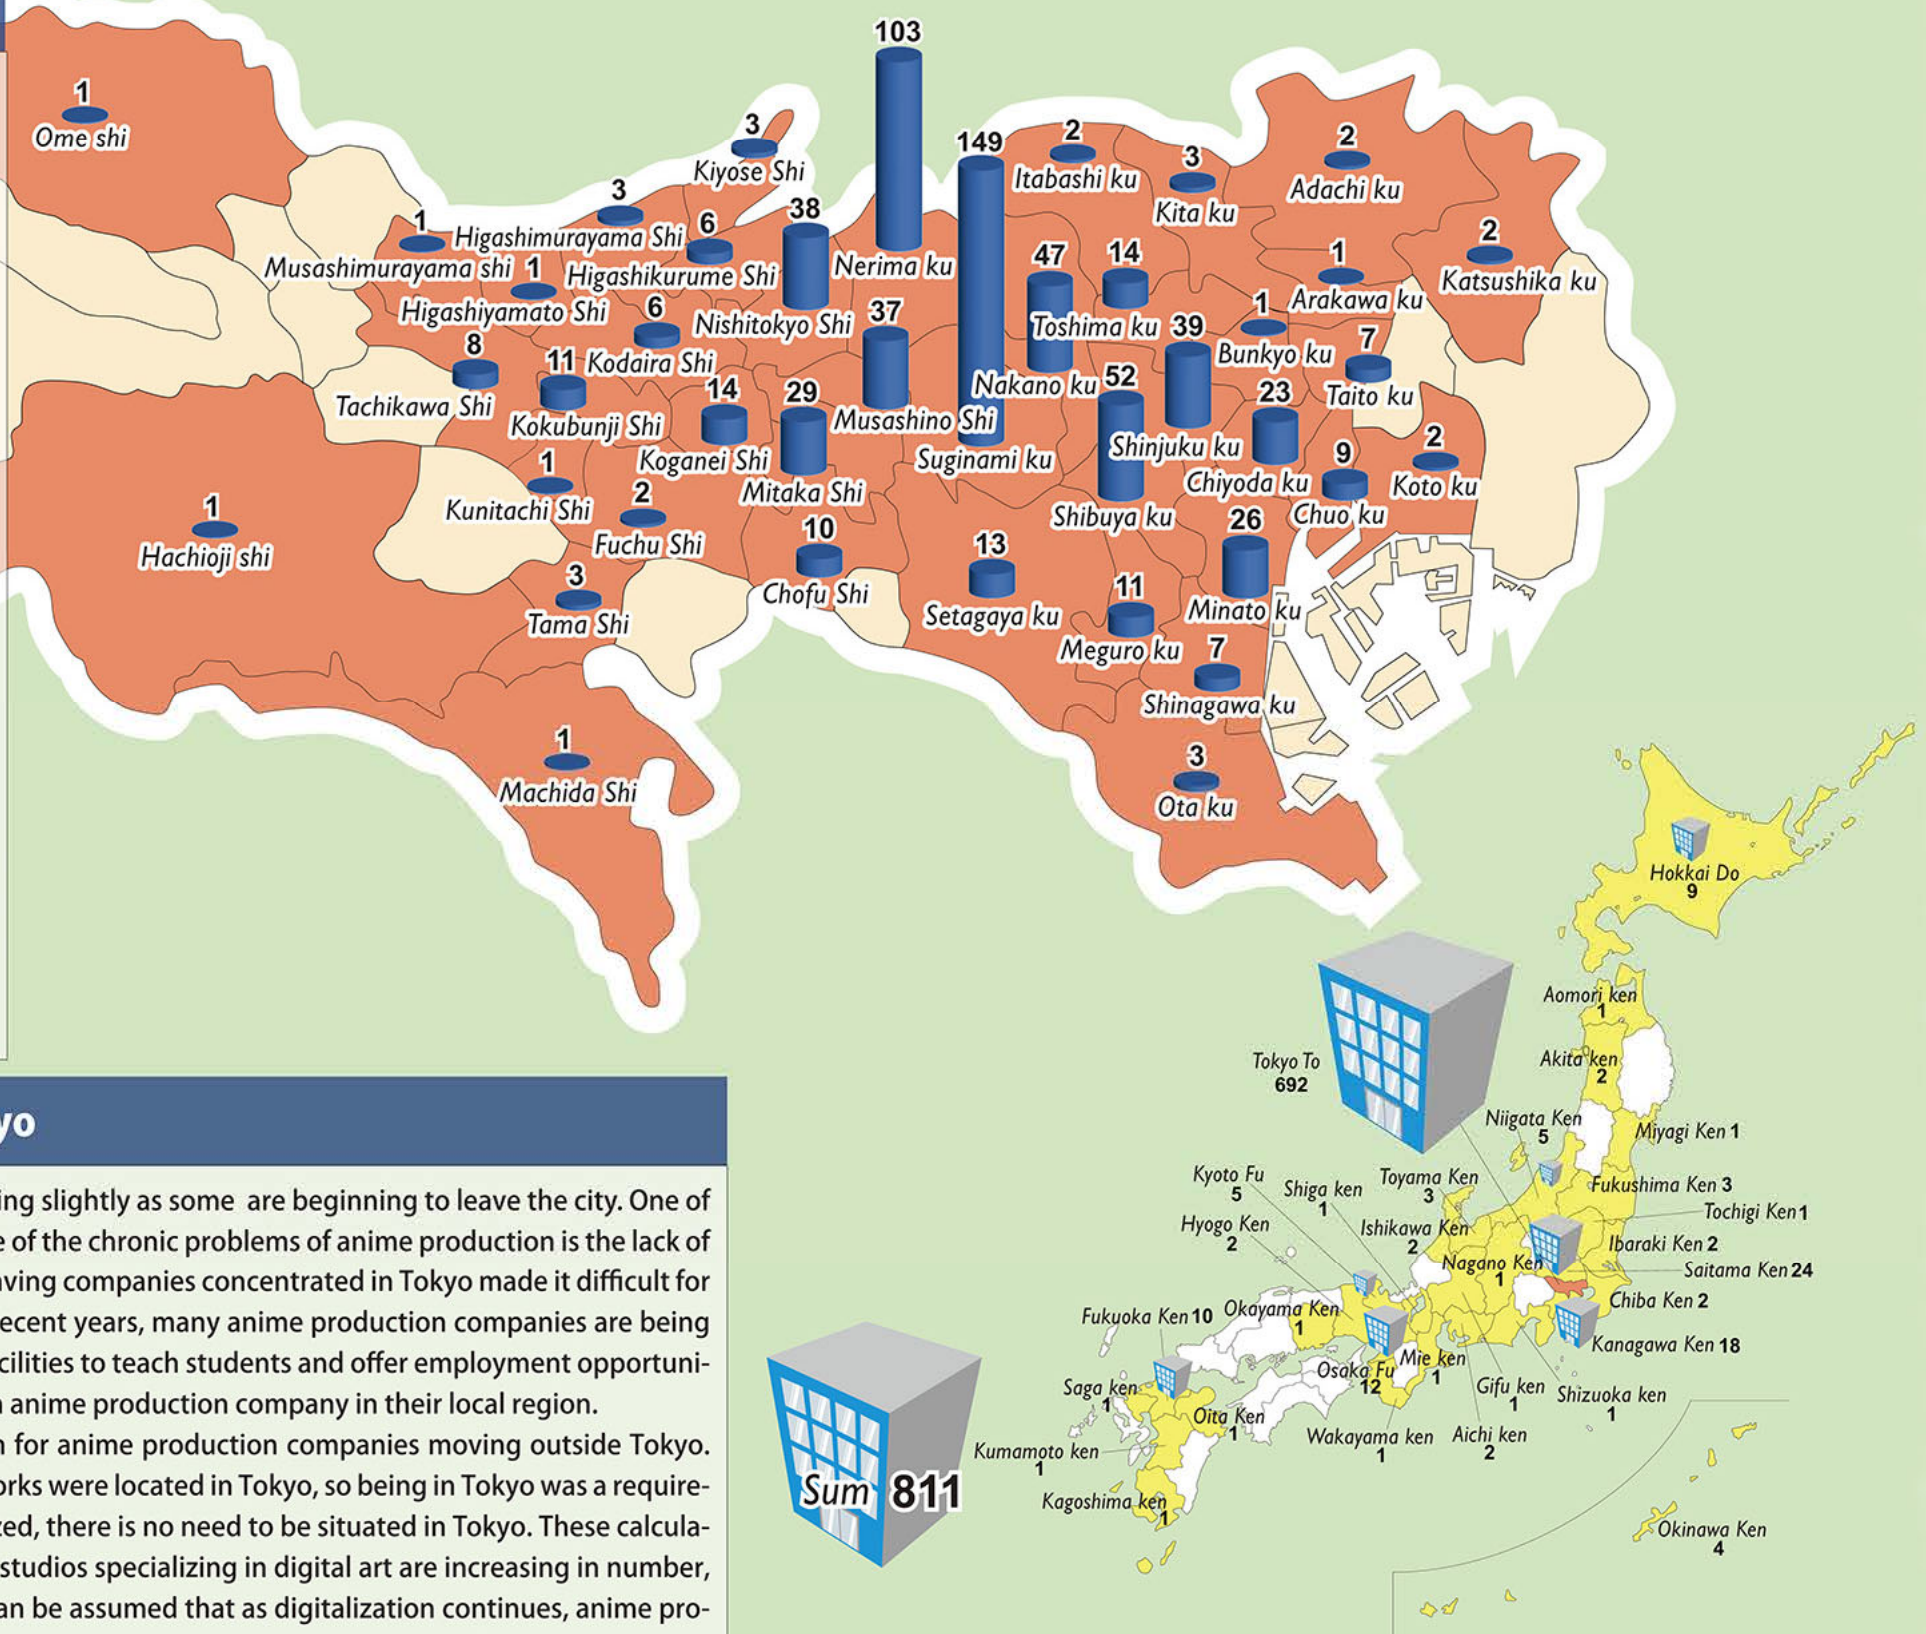 103
1
Ome shi
3
Kiyose Shi
149
2
Itabashi ku
3
Kita ku
2
Adachi ku
3
Higashimurayama Shi
1
Musashimurayama shi
6
Higashikurume Shi
38
Nishitokyo Shi
Nerima ku
1
Higashiyamato Shi
47
Nakano ku
14
Toshima ku
1
Arakawa ku
2
Katsushika ku
6
Kodaira Shi
37
Musashino Shi
39
Shinjuku ku
1
Bunkyo ku
7
Taito ku
8
Tachikawa Shi
11
Kokubunji Shi
14
Koganei Shi
29
Mitaka Shi
Suginami ku
52
Shibuya ku
23
Chiyoda ku
9
Chuo ku
2
Koto ku
1
Kunitachi Shi
2
Fuchu Shi
1
Hachioji shi
10
Chofu Shi
13
Setagaya ku
26
Minato ku
3
Tama Shi
11
Meguro ku
7
Shinagawa ku
1
Machida Shi
3
Ota ku
Hokkai Do
9
Aomori ken
1
Tokyo To
692
Akita ken
2
Niigata Ken
5
Miyagi Ken 1
Kyoto Fu
5
Shiga ken
1
Toyama Ken
3
Fukushima Ken 3
Tochigi Ken 1
Hyogo Ken
2
Ishikawa Ken
2
Ibaraki Ken 2
Nagano Ken
1
Saitama Ken 24
Chiba Ken 2
Fukuoka Ken 10
Okayama Ken
1
Kanagawa Ken 18
Osaka Fu
12
Mie ken
1
Saga ken
1
Gifu ken
1
Shizuoka ken
1
Oita Ken
1
Wakayama ken
1
Aichi ken
2
Kumamoto ken
1
Kagoshima ken
1
Okinawa Ken
4
Sum 811
yo
ing slightly as some are beginning to leave the city. One of
e of the chronic problems of anime production is the lack of
aving companies concentrated in Tokyo made it difficult for
recent years, many anime production companies are being
cilities to teach students and offer employment opportuni-
anime production company in their local region.
n for anime production companies moving outside Tokyo.
orks were located in Tokyo, so being in Tokyo was a require-
zed, there is no need to be situated in Tokyo. These calcula-
studios specializing in digital art are increasing in number,
an be assumed that as digitalization continues, anime pro-